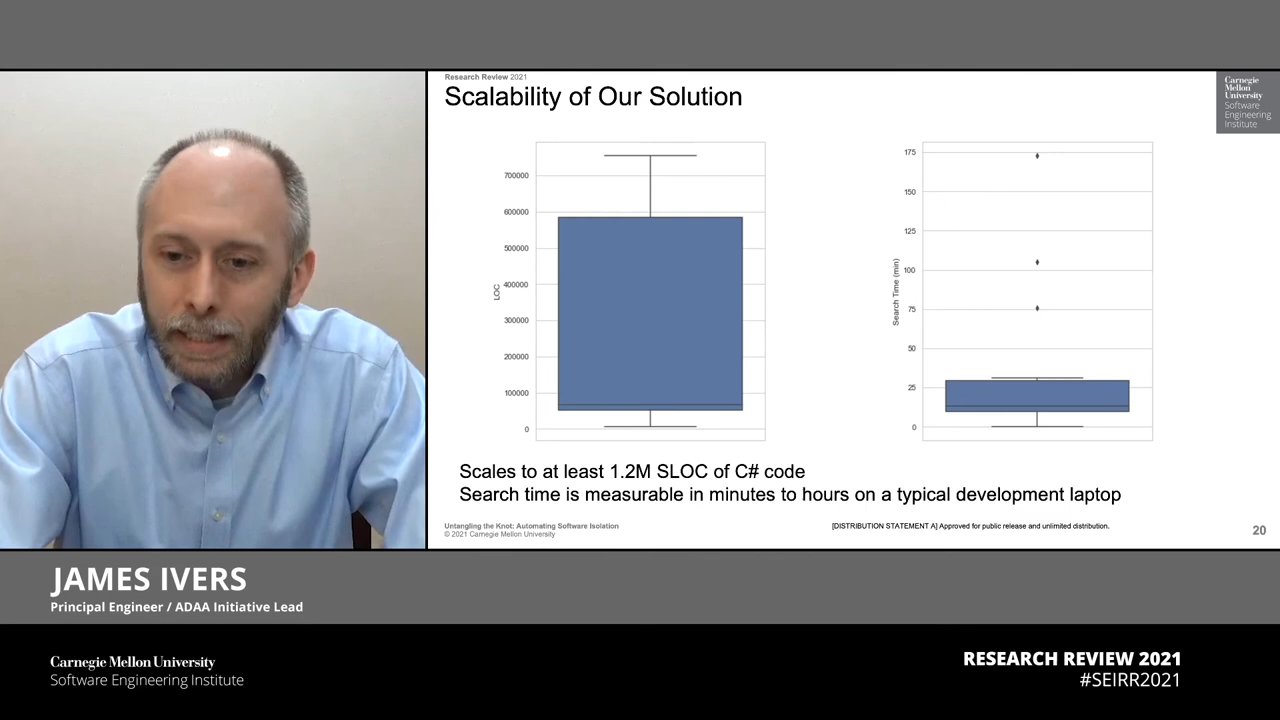 Research Review 2021
Scalability of Our Solution
Carnegie
Mellon
University
Software
Engineering
Institute
700000
600000
500000
400000
300000
200000
100000
0
LOC
175
150
125
100
75
50
25
0
Search Time (min)
Scales to at least 1.2M SLOC of C# code
Search time is measurable in minutes to hours on a typical development laptop
Untangling the Knot: Automating Software Isolation
© 2021 Carnegie Mellon University
[DISTRIBUTION STATEMENT A] Approved for public release and unlimited distribution.
20
JAMES IVERS
Principal Engineer / ADAA Initiative Lead
Carnegie Mellon University
Software Engineering Institute
RESEARCH REVIEW 2021
#SEIRR2021